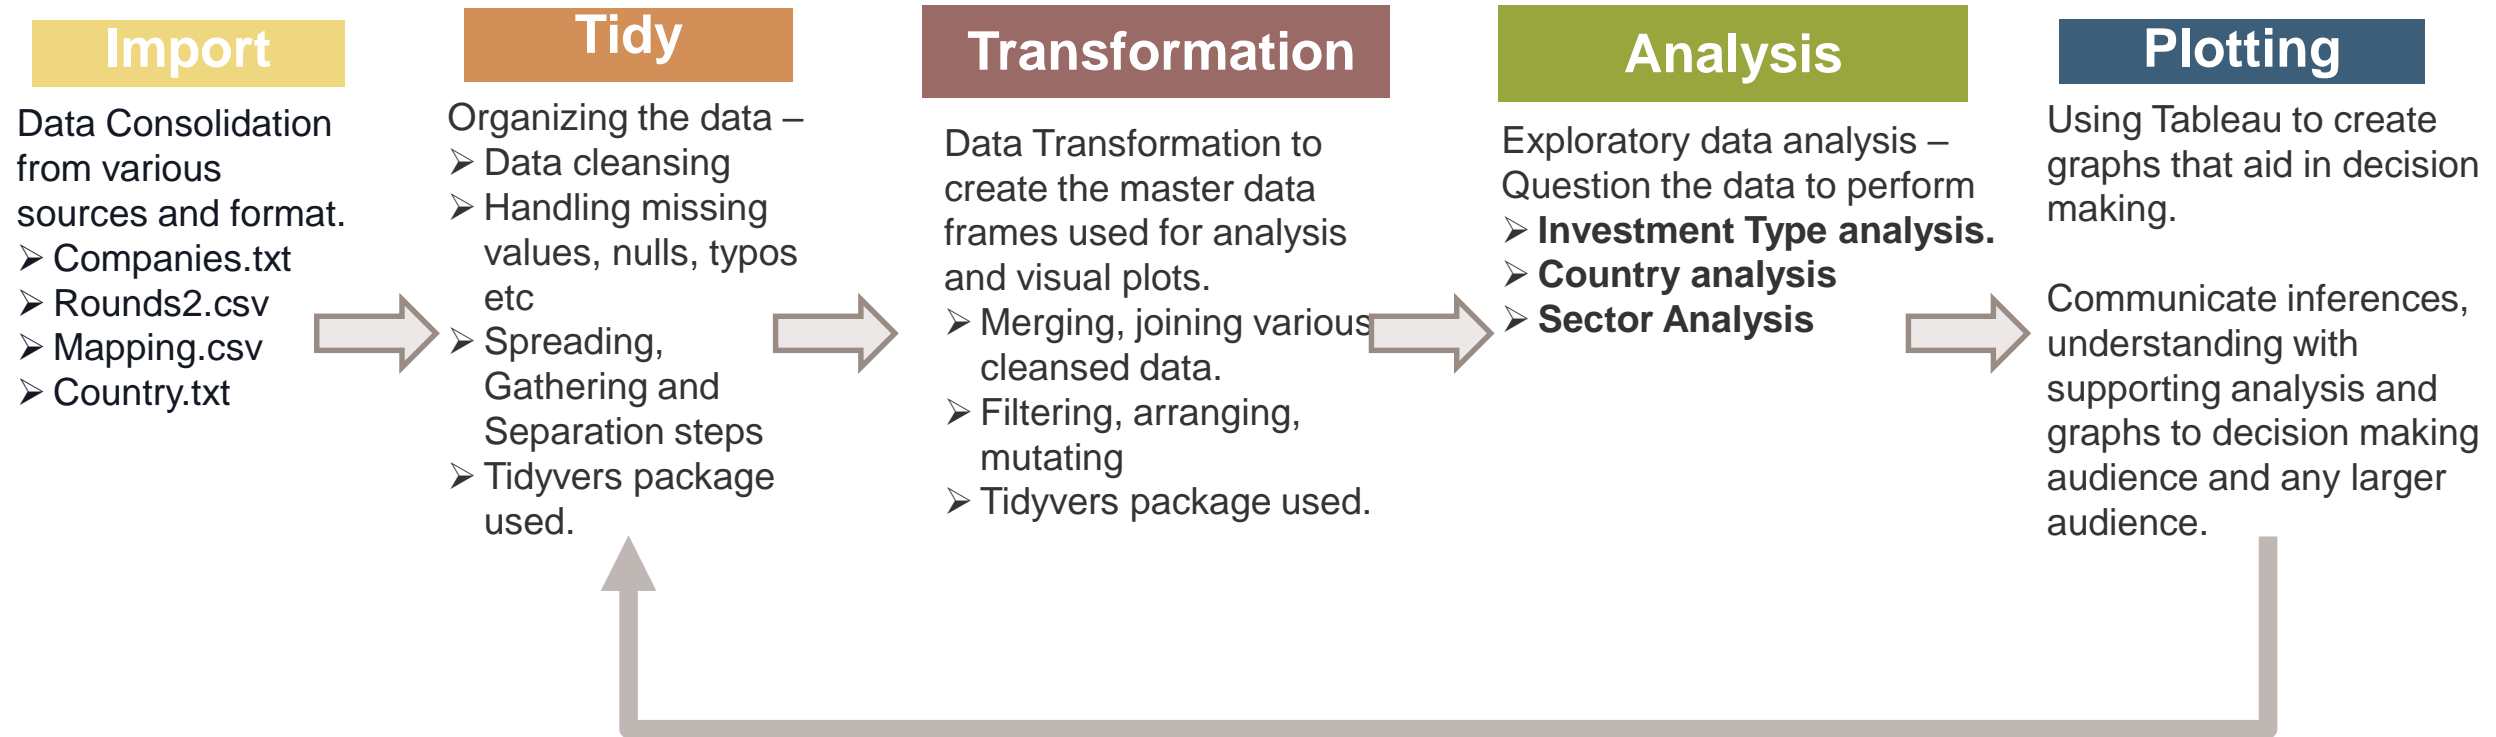 Import
Data Consolidation
from various
sources and format.
➢ Companies.txt
➢ Rounds2.csv
➢ Mapping.csv
➢ Country.txt
Tidy
Organizing the data –
➢ Data cleansing
➢ Handling missing
values, nulls, typos
etc
➢ Spreading,
Gathering and
Separation steps
➢ Tidyvers package
used.
Transformation
Data Transformation to
create the master data
frames used for analysis
and visual plots.
➢ Merging, joining various
cleansed data.
➢ Filtering, arranging,
mutating
➢ Tidyvers package used.
Analysis
Exploratory data analysis –
Question the data to perform
➢ Investment Type analysis.
➢ Country analysis
➢ Sector Analysis
Plotting
Using Tableau to create
graphs that aid in decision
making.
Communicate inferences,
understanding with
supporting analysis and
graphs to decision making
audience and any larger
audience.